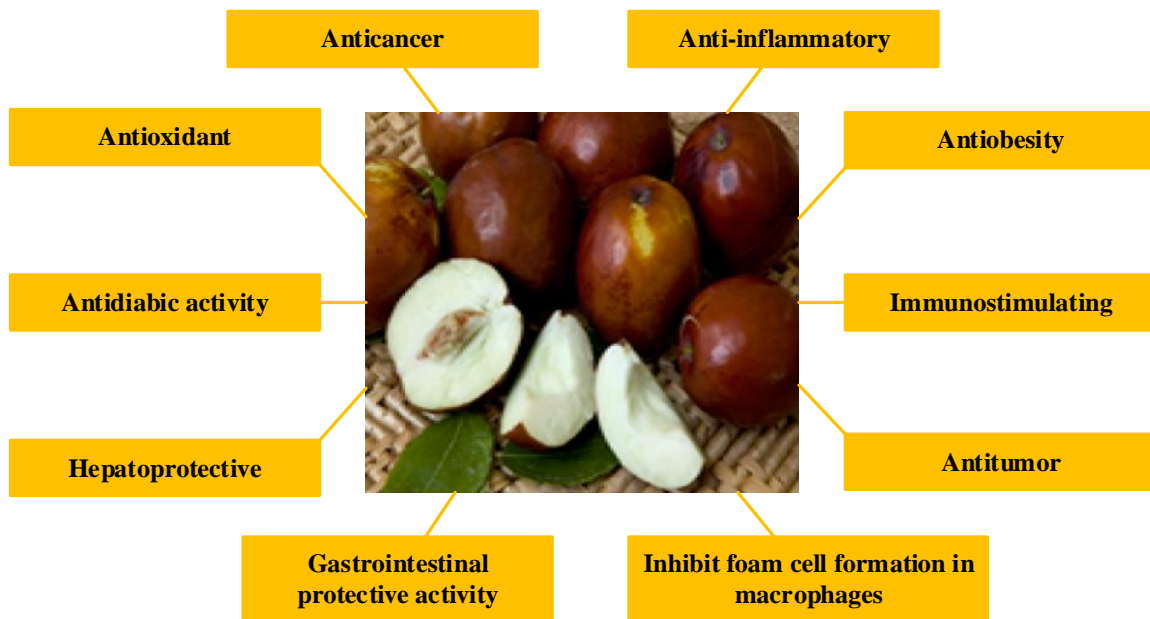 Anticancer
Anti-inflammatory
Antioxidant
Antiobesity
Antidiabic activity
Immunostimulating
Hepatoprotective
Antitumor
Gastrointestinal
protective activity
Inhibit foam cell formation in
macrophages